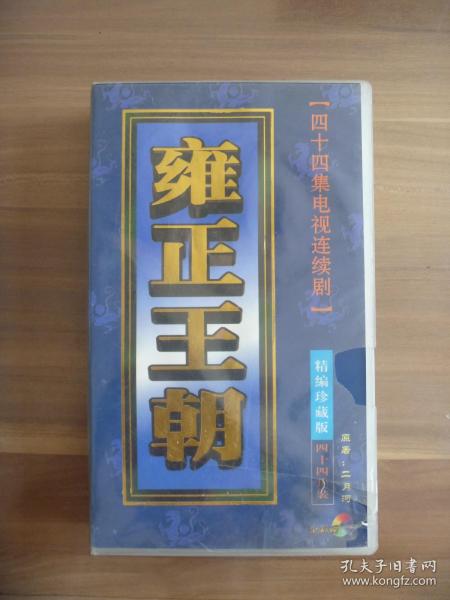 【四十四集电视连续剧】
雍正王朝
精编珍藏版
四十四
装
原著：二月河
孔夫子旧书网
www.kongfz.com